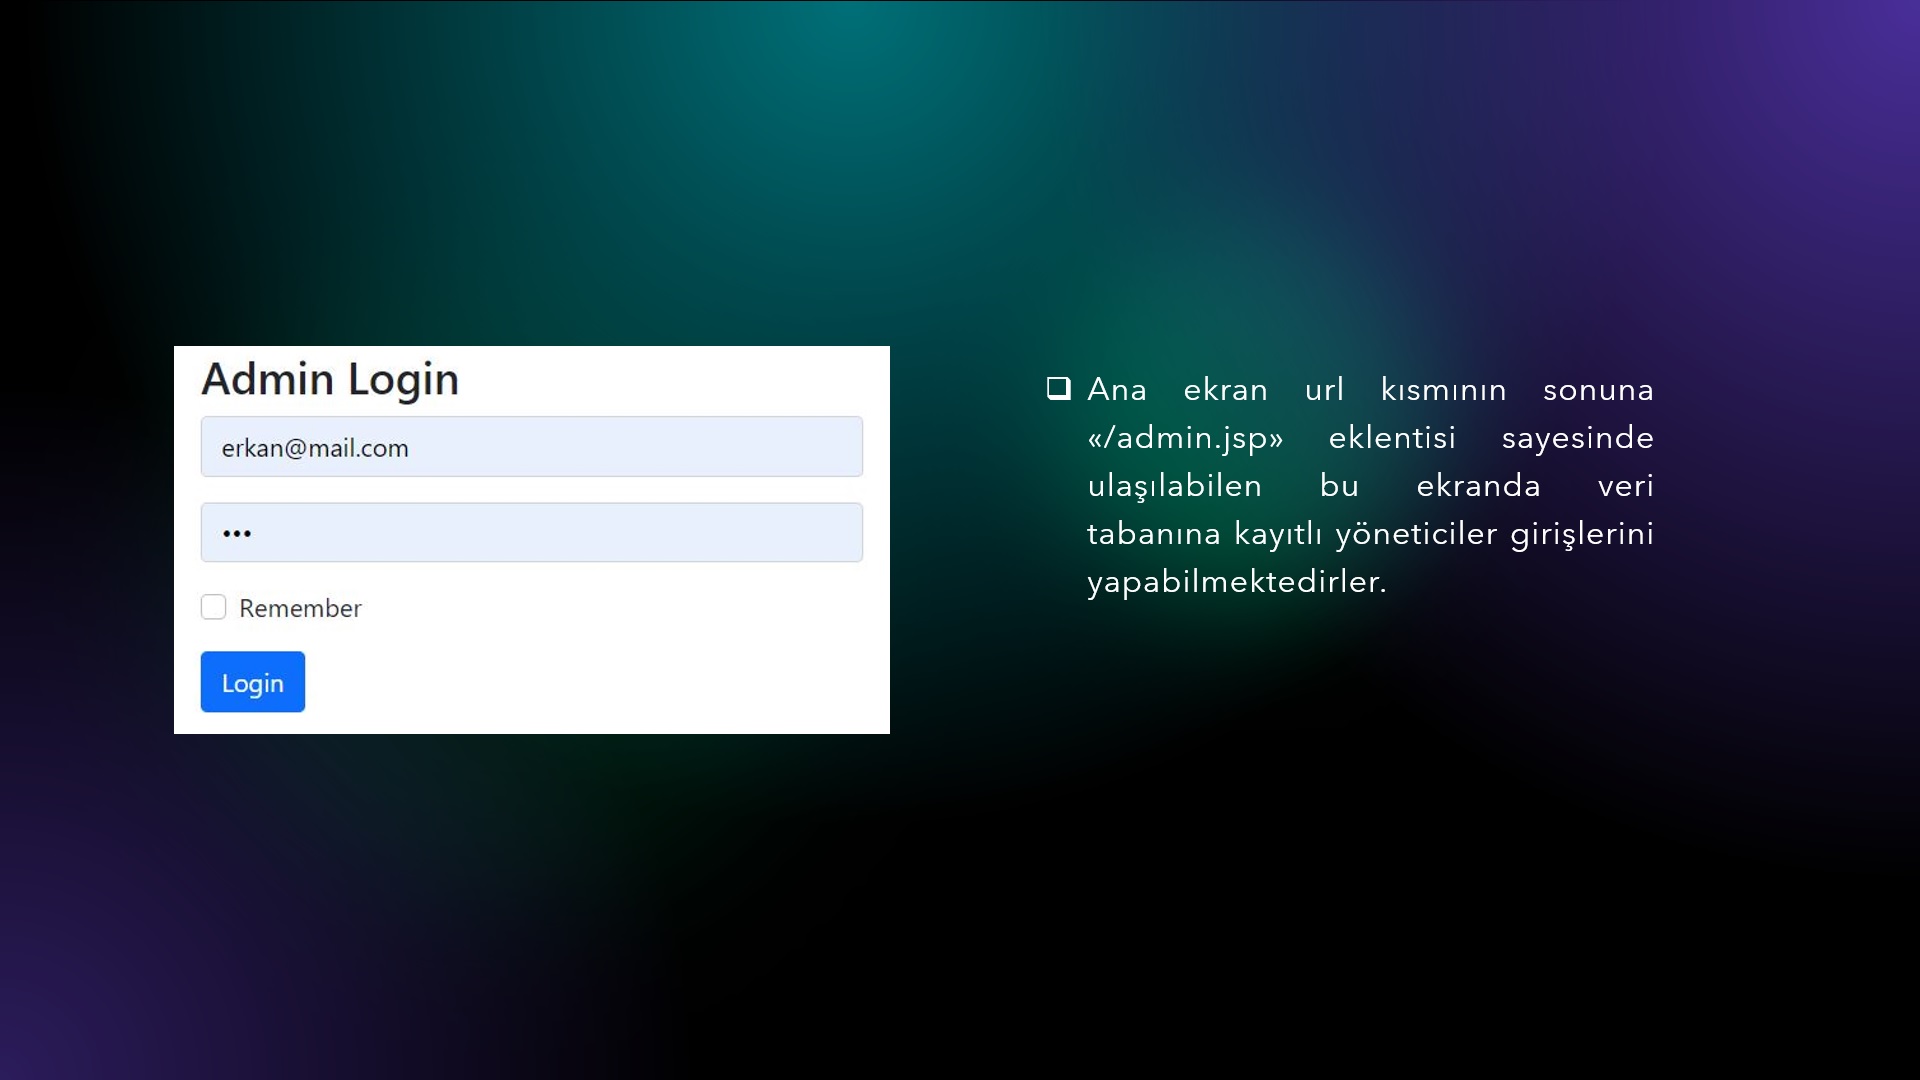 Admin Login
erkan@mail.com
•••
Remember
Login
❑ Ana ekran url kısmının sonuna
«/admin.jsp» eklentisi sayesinde
ulaşılabilen bu ekranda veri
tabanına kayıtlı yöneticiler girişlerini
yapabilmektedirler.